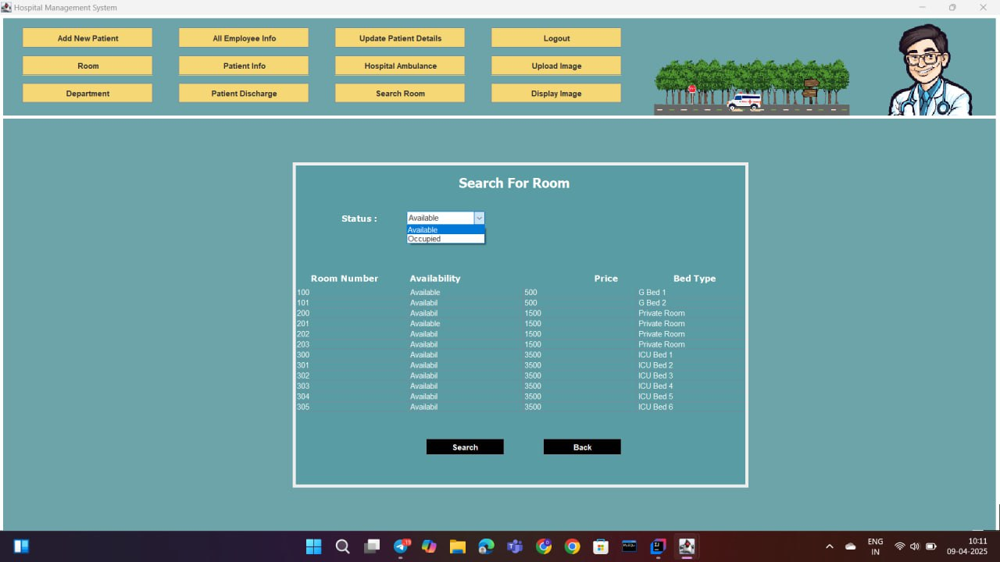 Hospital Management System
Add New Patient All Employee Info Update Patient Details Logout
Room Patient Info Hospital Ambulance Upload Image
Department Patient Discharge Search Room Display Image
Search For Room
Status : Available
Available
Occupied
Room Number Availability Price Bed Type
100 Available 500 G Bed 1
101 Availabil 500 G Bed 2
200 Availabil 1500 Private Room
201 Available 1500 Private Room
202 Availabil 1500 Private Room
203 Availabil 1500 Private Room
300 Availabil 3500 ICU Bed 1
301 Availabil 3500 ICU Bed 2
302 Availabil 3500 ICU Bed 3
303 Availabil 3500 ICU Bed 4
304 Availabil 3500 ICU Bed 5
305 Availabil 3500 ICU Bed 6
Search Back
19
ENG
IN
10:11
09-04-2025